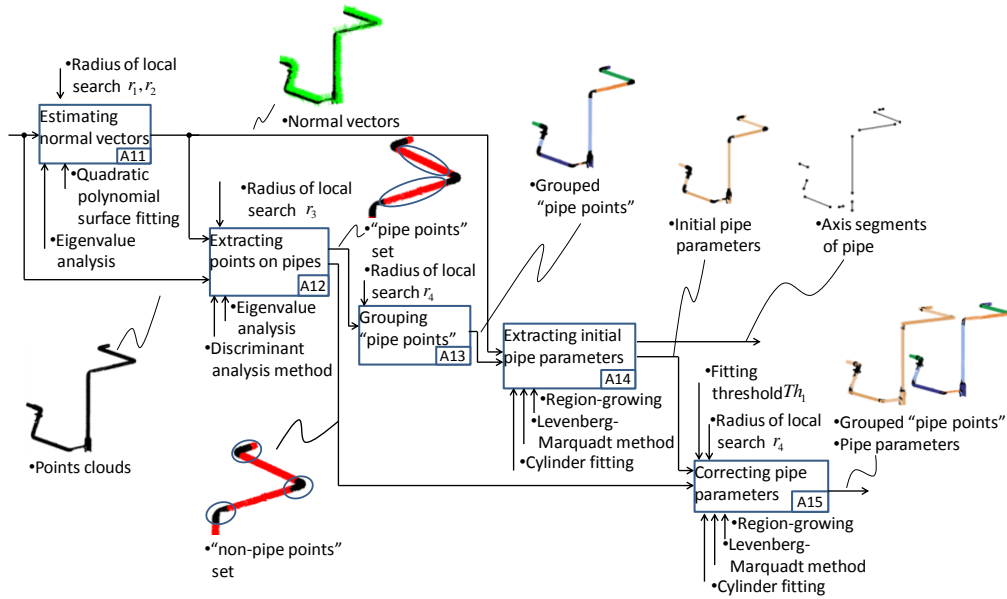 •Radius of local
search r₁, r₂
Estimating
normal vectors
A11
•Quadratic
polynomial
surface fitting
•Eigenvalue
analysis
•Normal vectors
•Radius of local
search r₃
Extracting
points on pipes
A12
•Eigenvalue
analysis
•Discriminant
analysis method
•"pipe points"
set
•Radius of local
search r₄
Grouping
"pipe points"
A13
•Grouped
"pipe points"
•Initial pipe
parameters
•Axis segments
of pipe
Extracting initial
pipe parameters
A14
•Region-growing
•Levenberg-
Marquadt method
•Cylinder fitting
•Points clouds
•"non-pipe points"
set
•Fitting
threshold Th₁
•Radius of local
search r₄
Correcting pipe
parameters
A15
•Region-growing
•Levenberg-
Marquadt method
•Cylinder fitting
•Grouped "pipe points"
•Pipe parameters